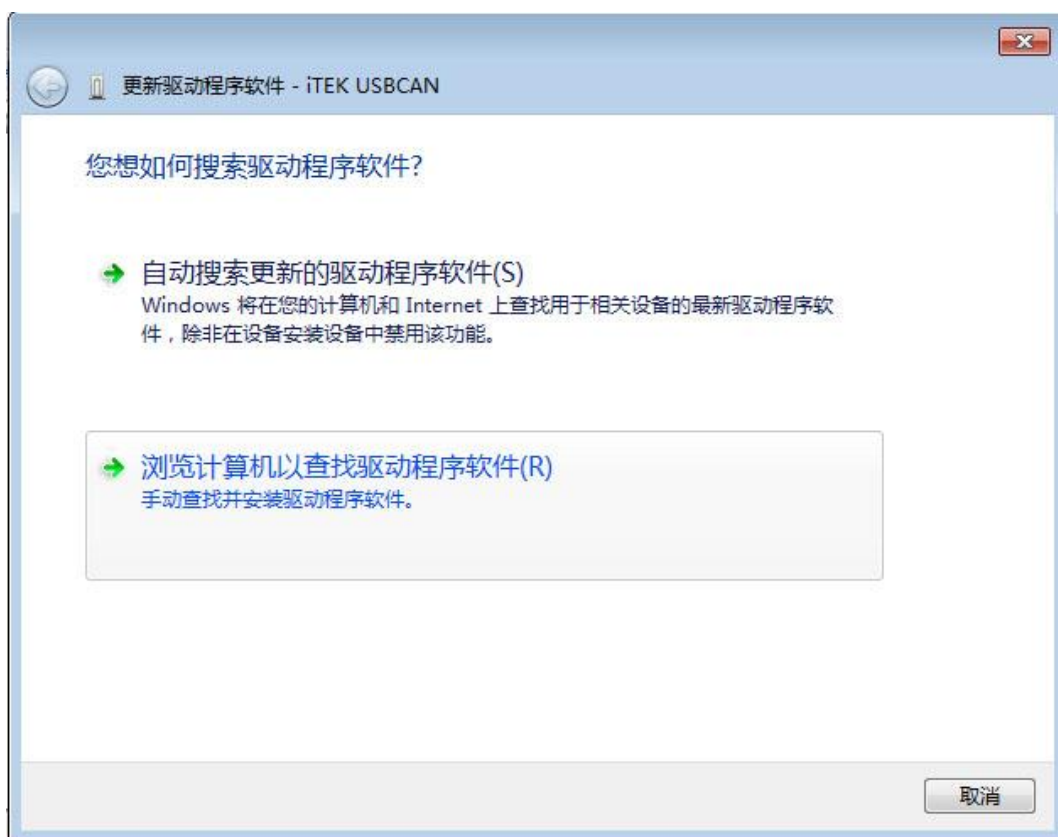 更新驱动程序软件 - iTEK USBCAN
您想如何搜索驱动程序软件?
自动搜索更新的驱动程序软件(S)
Windows 将在您的计算机和 Internet 上查找用于相关设备的最新驱动程序软
件，除非在设备安装设备中禁用该功能。
浏览计算机以查找驱动程序软件(R)
手动查找并安装驱动程序软件。
取消